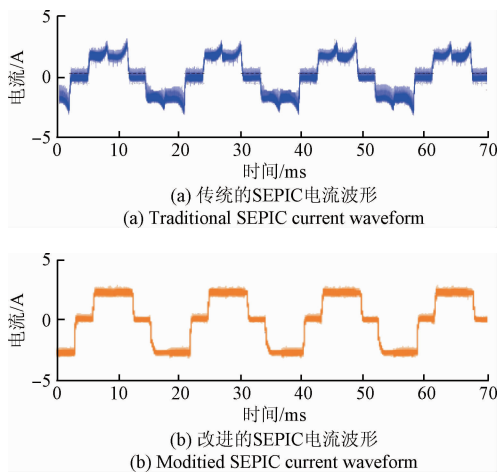 5
0
−5
电流/A
0 10 20 30 40 50 60 70
时间/ms
(a) 传统的SEPIC电流波形
(a) Traditional SEPIC current waveform
5
0
−5
电流/A
0 10 20 30 40 50 60 70
时间/ms
(b) 改进的SEPIC电流波形
(b) Moditied SEPIC current waveform